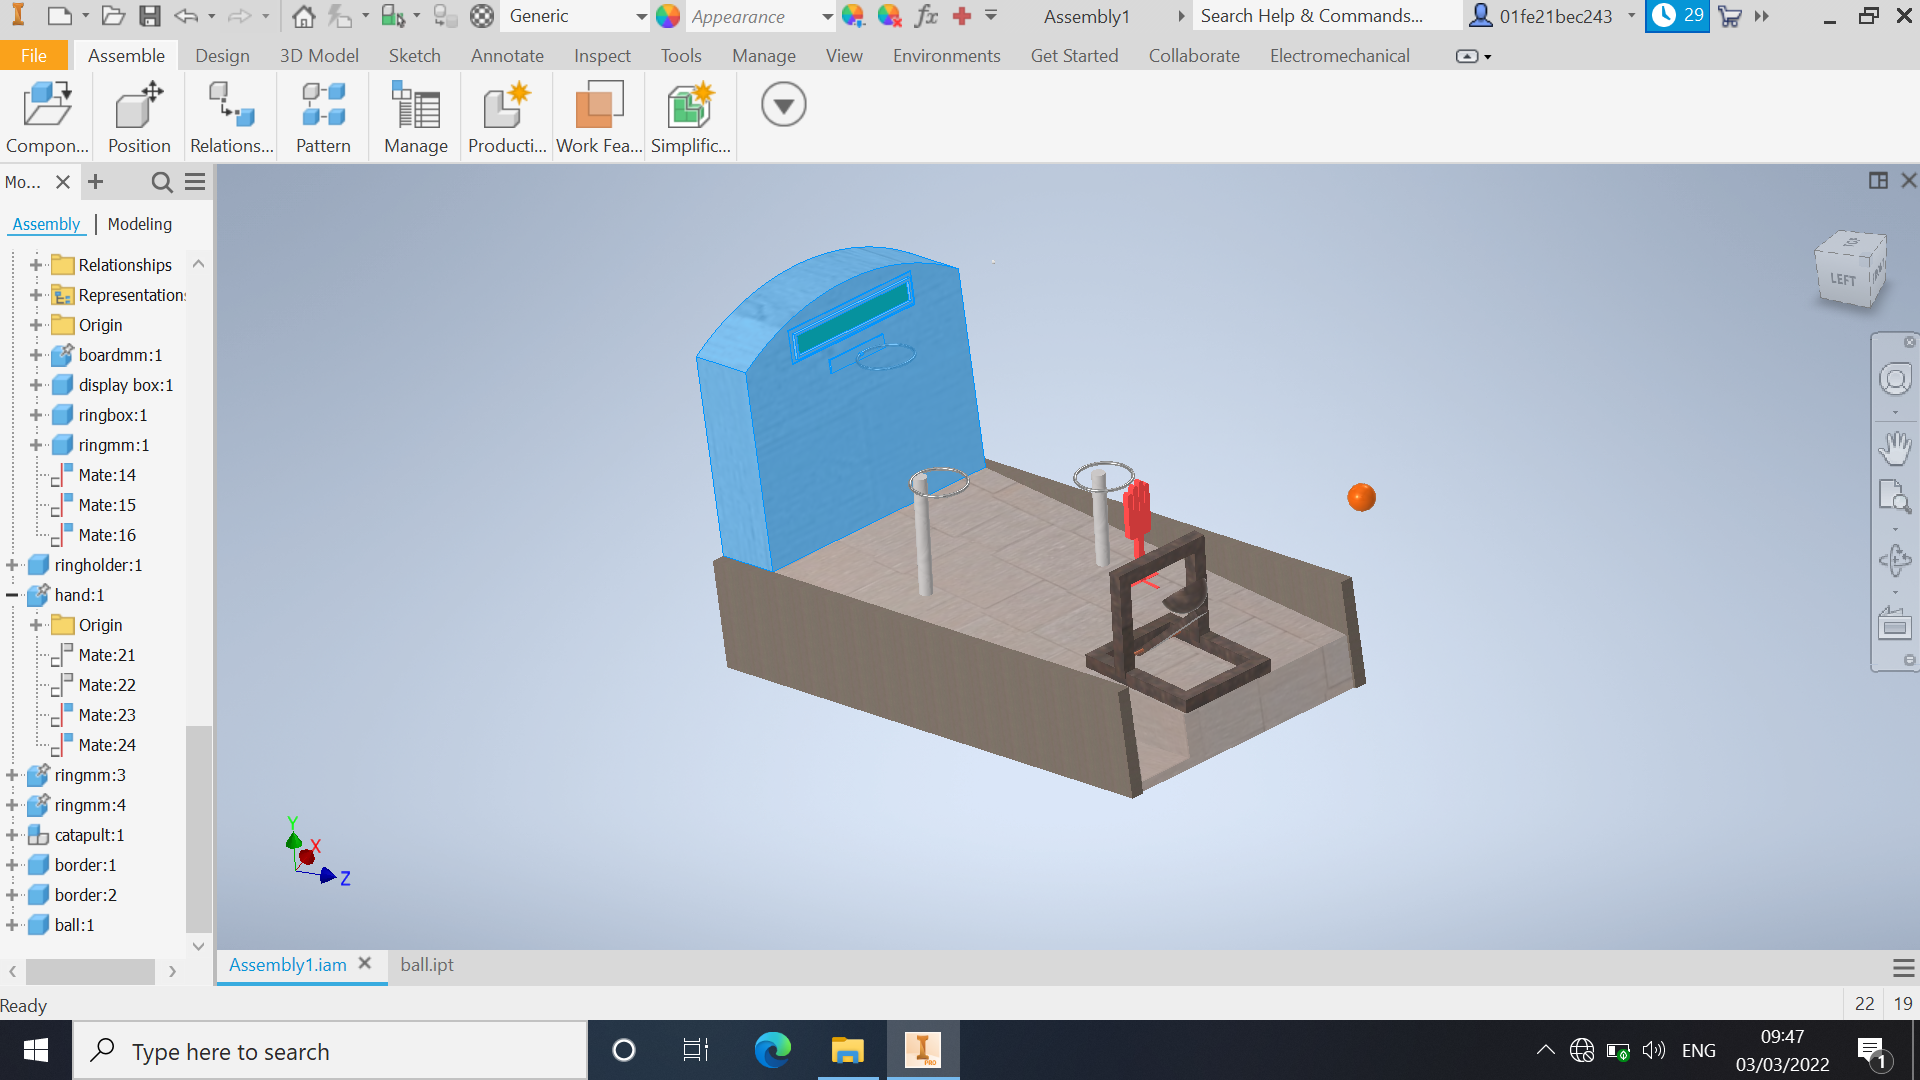 Generic
Appearance
fx
Assembly1
Search Help & Commands...
01fe21bec243
29
File
Assemble
Design
3D Model
Sketch
Annotate
Inspect
Tools
Manage
View
Environments
Get Started
Collaborate
Electromechanical
Compon...
Position
Relations...
Pattern
Manage
Producti...
Work Fea...
Simplific...
Mo...
Assembly
Modeling
Relationships
Representation
Origin
boardmm:1
display box:1
ringbox:1
ringmm:1
Mate:14
Mate:15
Mate:16
ringholder:1
hand:1
Origin
Mate:21
Mate:22
Mate:23
Mate:24
ringmm:3
ringmm:4
catapult:1
border:1
border:2
ball:1
LEFT
Y
X
Z
Assembly1.iam
ball.ipt
Ready
22
19
Type here to search
I
PRO
ENG
09:47
03/03/2022
1